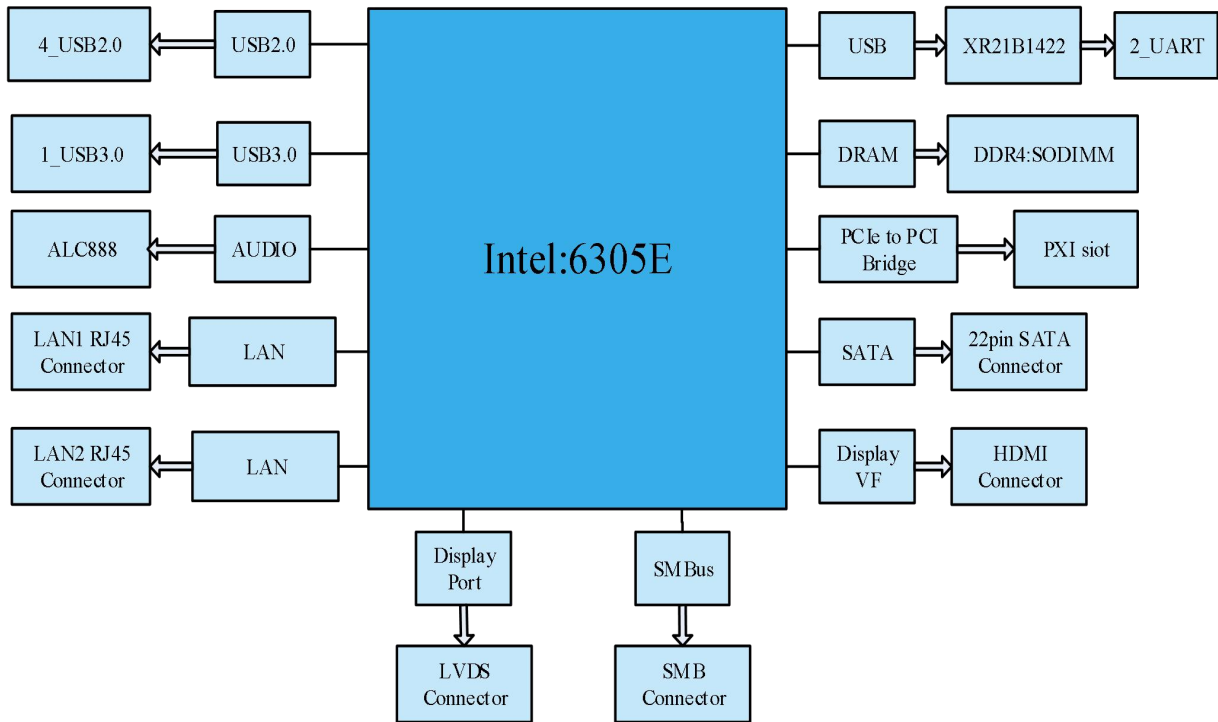 4_USB2.0
USB2.0
USB
XR21B1422
2_UART
1_USB3.0
USB3.0
DRAM
DDR4:SODIMM
ALC888
AUDIO
Intel:6305E
PCIe to PCI
Bridge
PXI siot
LAN1 RJ45
Connector
LAN
SATA
22pin SATA
Connector
LAN2 RJ45
Connector
LAN
Display
VF
HDMI
Connector
Display
Port
SMBus
LVDS
Connector
SMB
Connector